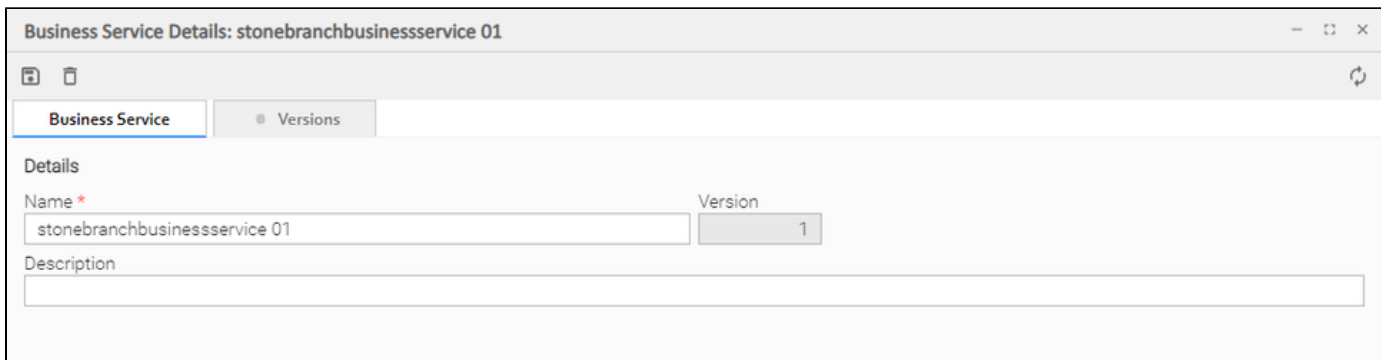 Business Service Details: stonebranchbusinessservice 01
Business Service Versions
Details
Name * Version
stonebranchbusinessservice 01 1
Description